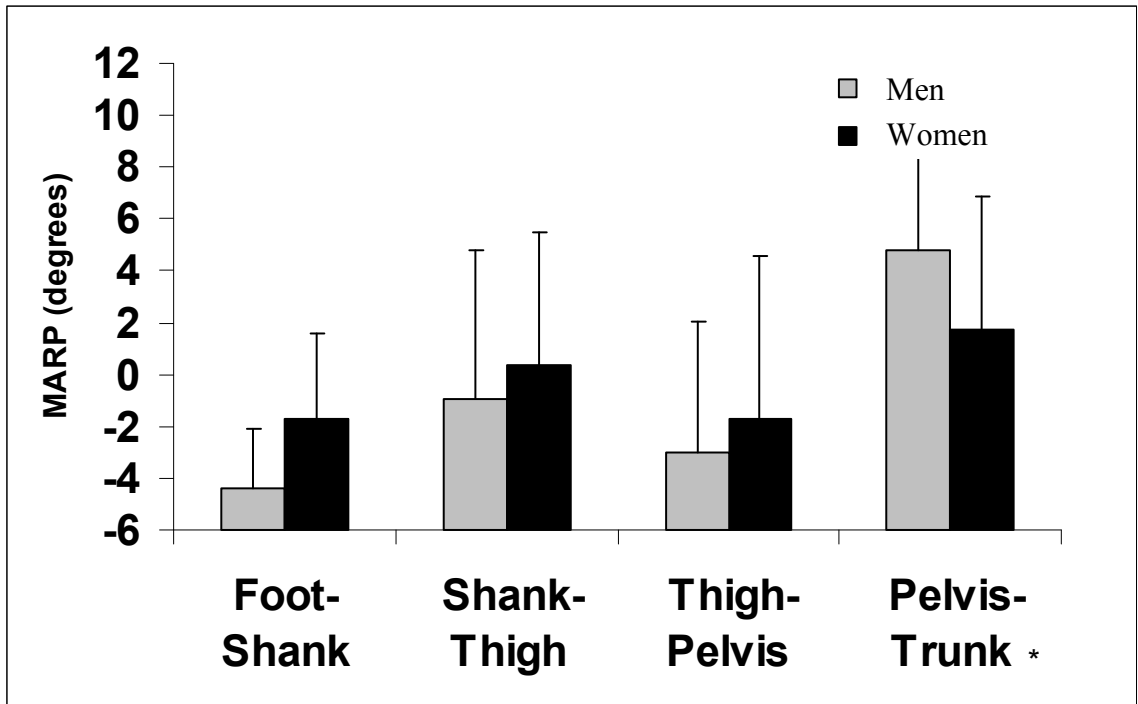 12
10
8
6
4
2
0
-2
-4
-6
MARP (degrees)
Men
Women
Foot-
Shank
Shank-
Thigh
Thigh-
Pelvis
Pelvis-
Trunk *